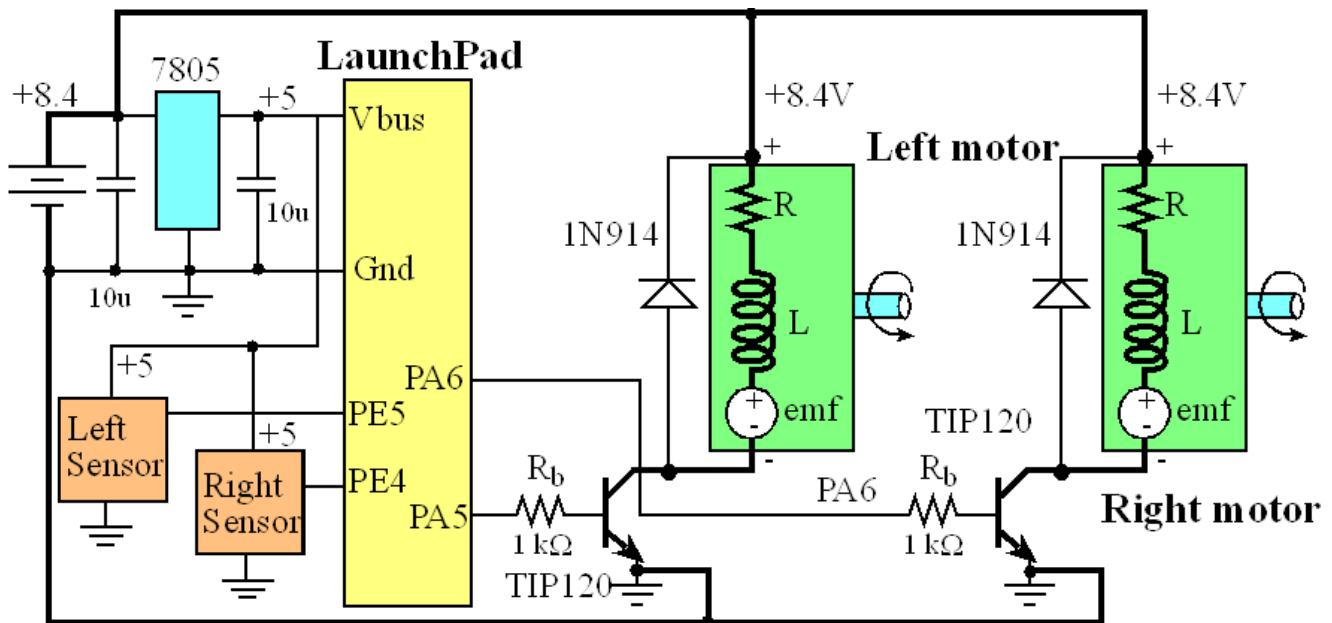 LaunchPad
7805
+8.4
+5
Vbus
10u
10u
Gnd
+8.4V
+8.4V
Left motor
+
+
R
R
1N914
1N914
L
L
+5
PA6
+
-
emf
+
-
emf
Left
Sensor
PE5
+5
TIP120
-
-
Right
Sensor
PE4
PA5
Rb
1 kΩ
PA6
Rb
1 kΩ
Right motor
TIP120